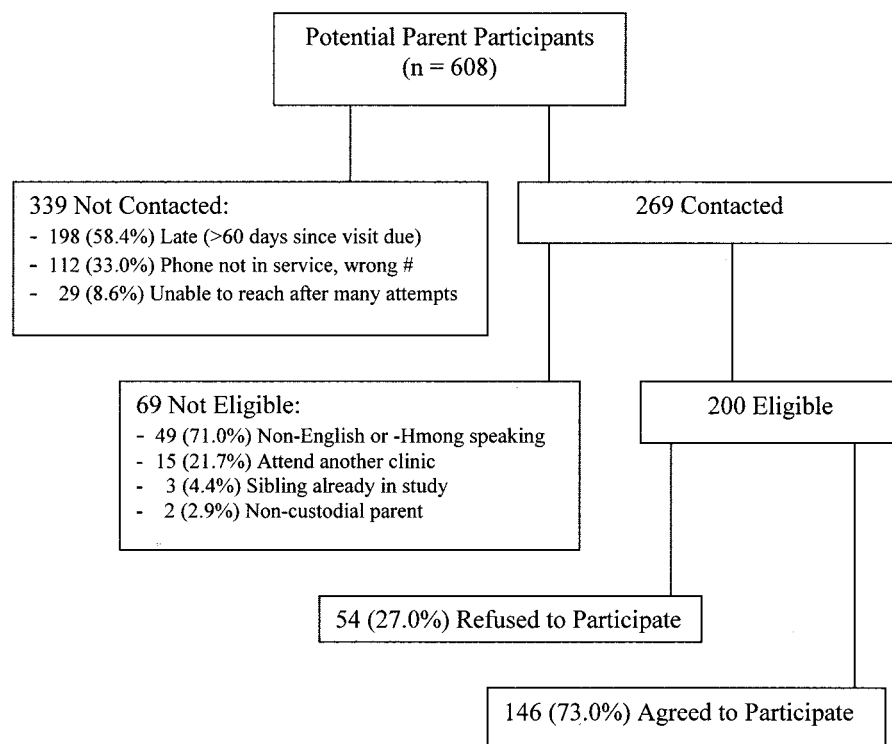 Potential Parent Participants
(n = 608)
339 Not Contacted:
- 198 (58.4%) Late (>60 days since visit due)
- 112 (33.0%) Phone not in service, wrong #
- 29 (8.6%) Unable to reach after many attempts
269 Contacted
69 Not Eligible:
- 49 (71.0%) Non-English or -Hmong speaking
- 15 (21.7%) Attend another clinic
- 3 (4.4%) Sibling already in study
- 2 (2.9%) Non-custodial parent
200 Eligible
54 (27.0%) Refused to Participate
146 (73.0%) Agreed to Participate